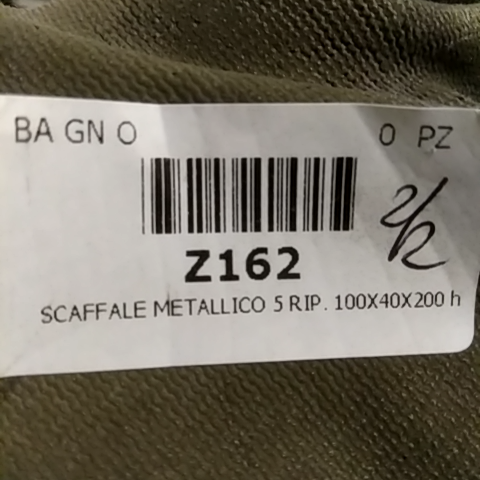 BA GN O 0 PZ
2/2
Z162
SCAFFALE METALLICO 5 RIP. 100X40X200 h